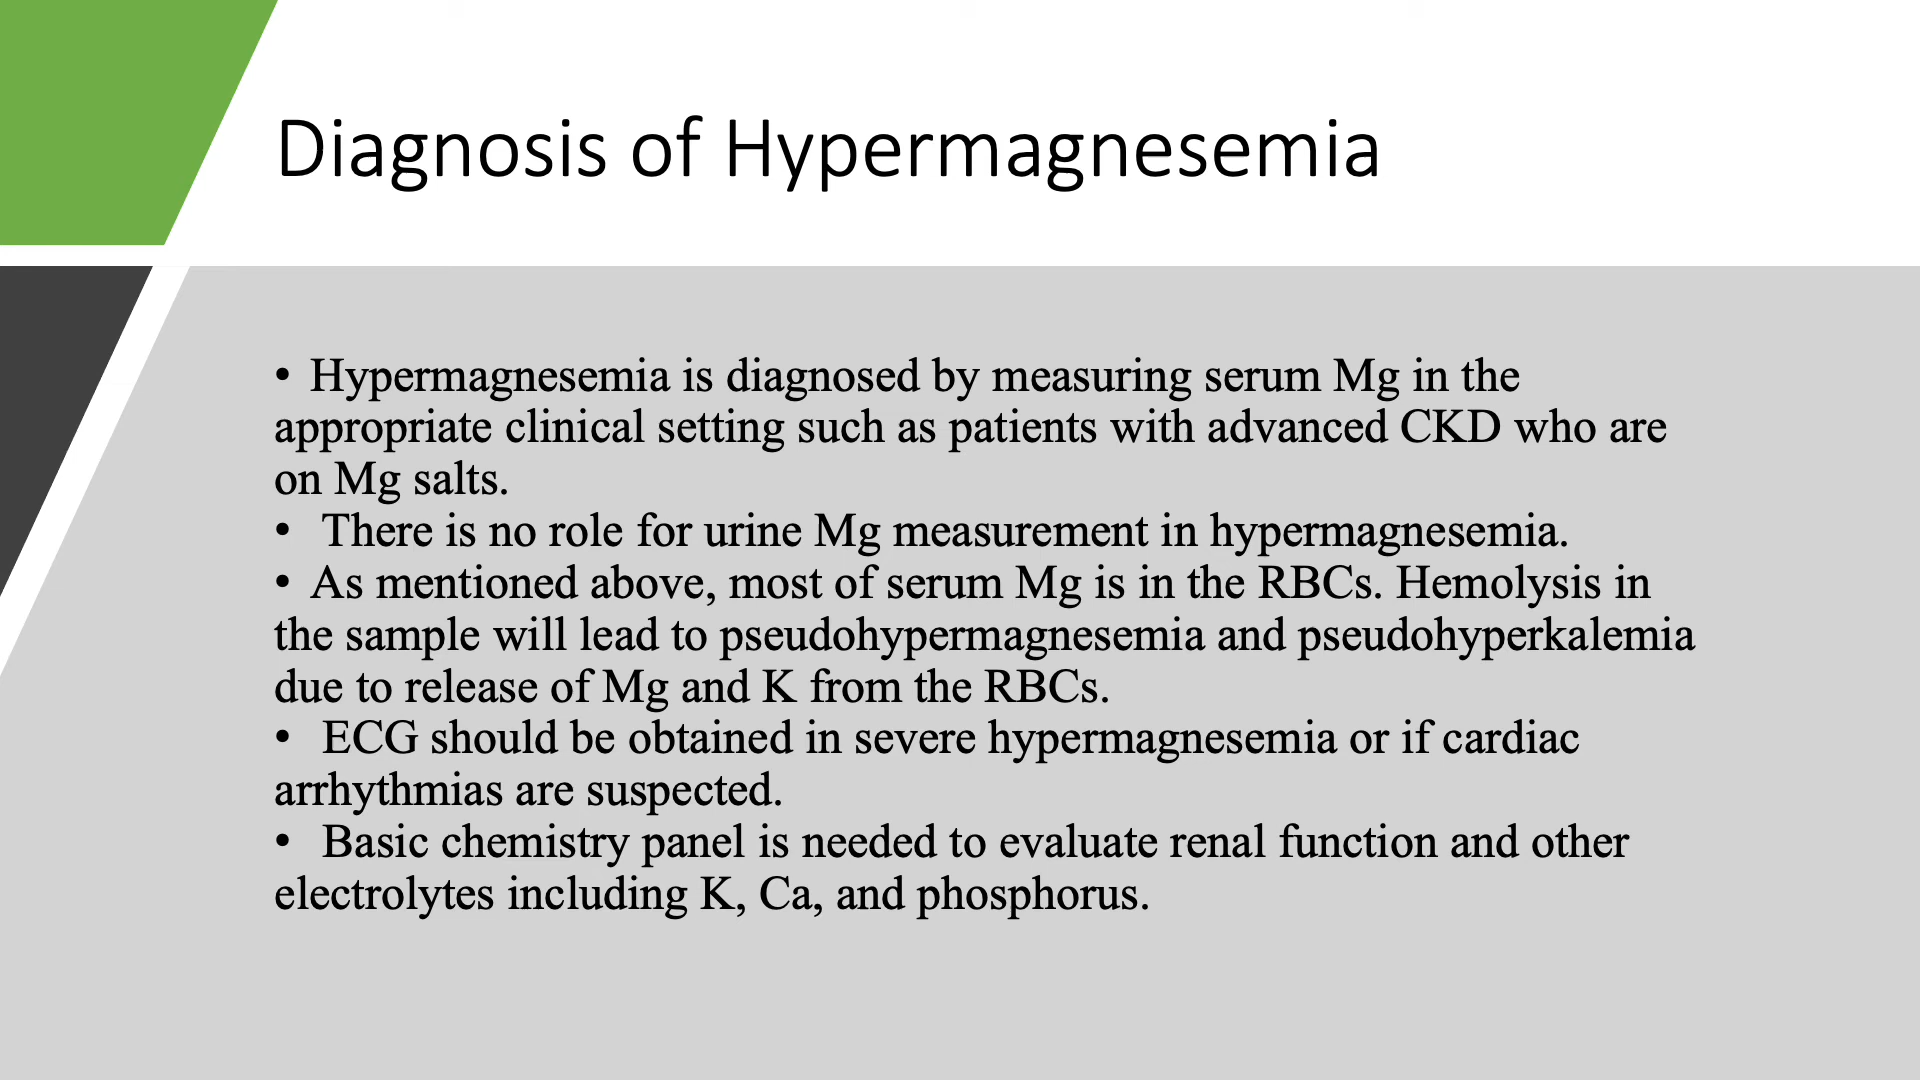 Diagnosis of Hypermagnesemia
• Hypermagnesemia is diagnosed by measuring serum Mg in the
appropriate clinical setting such as patients with advanced CKD who are
on Mg salts.
• There is no role for urine Mg measurement in hypermagnesemia.
• As mentioned above, most of serum Mg is in the RBCs. Hemolysis in
the sample will lead to pseudohypermagnesemia and pseudohyperkalemia
due to release of Mg and K from the RBCs.
• ECG should be obtained in severe hypermagnesemia or if cardiac
arrhythmias are suspected.
• Basic chemistry panel is needed to evaluate renal function and other
electrolytes including K, Ca, and phosphorus.